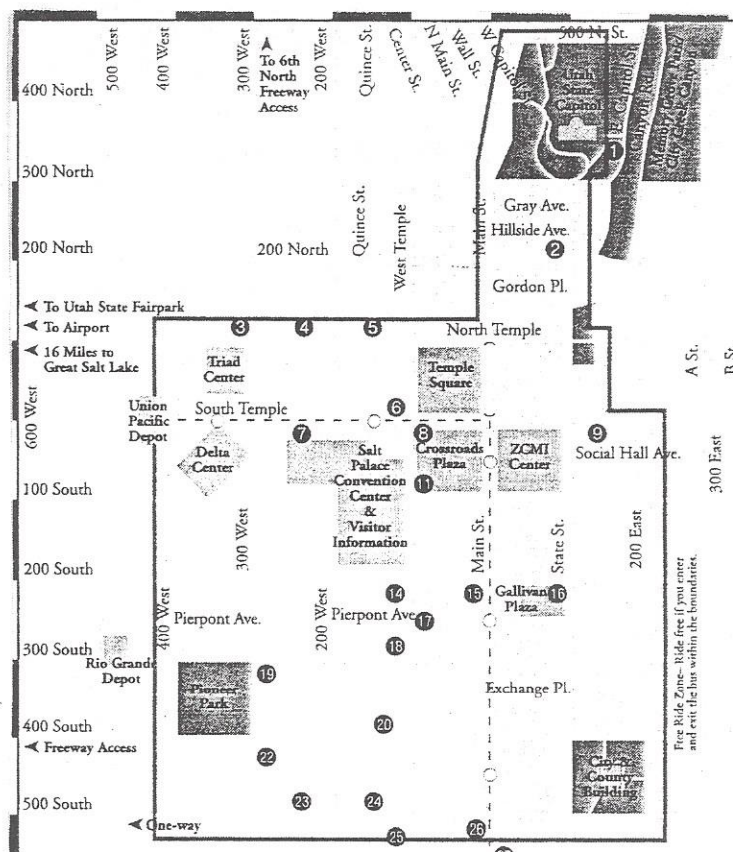 500 West
400 West
300 West
To 6th
North
Freeway
Access
200 West
Quince St.
Center St.
N Main St.
Wall St.
W Capitol
500 N. St.
400 North
Utah
State
Capitol
E Capitol St.
Canyon Rd.
Memory Grove Park/
City Creek Canyon
1
300 North
Gray Ave.
Hillside Ave.
2
200 North
200 North
Quince St.
West Temple
Main St.
Gordon Pl.
To Utah State Fairpark
To Airport
3
4
5
North Temple
16 Miles to
Great Salt Lake
Triad
Center
Temple
Square
A St.
B St.
600 West
Union
Pacific
Depot
South Temple
6
7
8
9
Delta
Center
Salt
Palace
Convention
Center
&
Visitor
Information
Crossroads
Plaza
ZCMI
Center
Social Hall Ave.
300 East
100 South
11
300 West
Main St.
State St.
200 East
200 South
400 West
200 West
14
15
Gallivan
Plaza
16
Pierpont Ave.
Pierpont Ave.
17
300 South
18
Rio Grande
Depot
19
Pioneer
Park
Exchange Pl.
Free Ride Zone– Ride free if you enter
and exit the bus within the boundaries.
400 South
20
Freeway Access
22
City &
County
Building
500 South
23
24
One-way
25
26